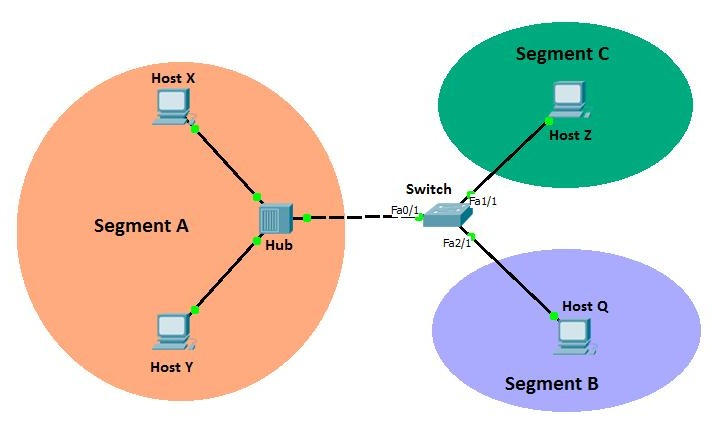 Segment C
Host X
Host Z
Switch
Fa0/1
Fa1/1
Segment A
Hub
Fa2/1
Host Q
Host Y
Segment B